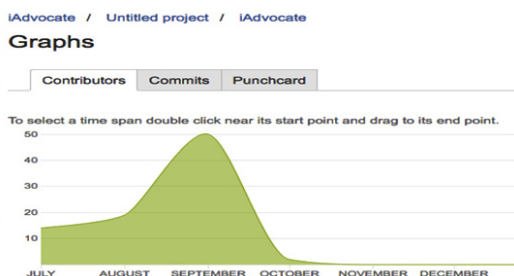 iAdvocate / Untitled project / iAdvocate
Graphs
Contributors Commits Punchcard
To select a time span double click near its start point and drag to its end point.
50
40
30
20
10
JULY AUGUST SEPTEMBER OCTOBER NOVEMBER DECEMBER